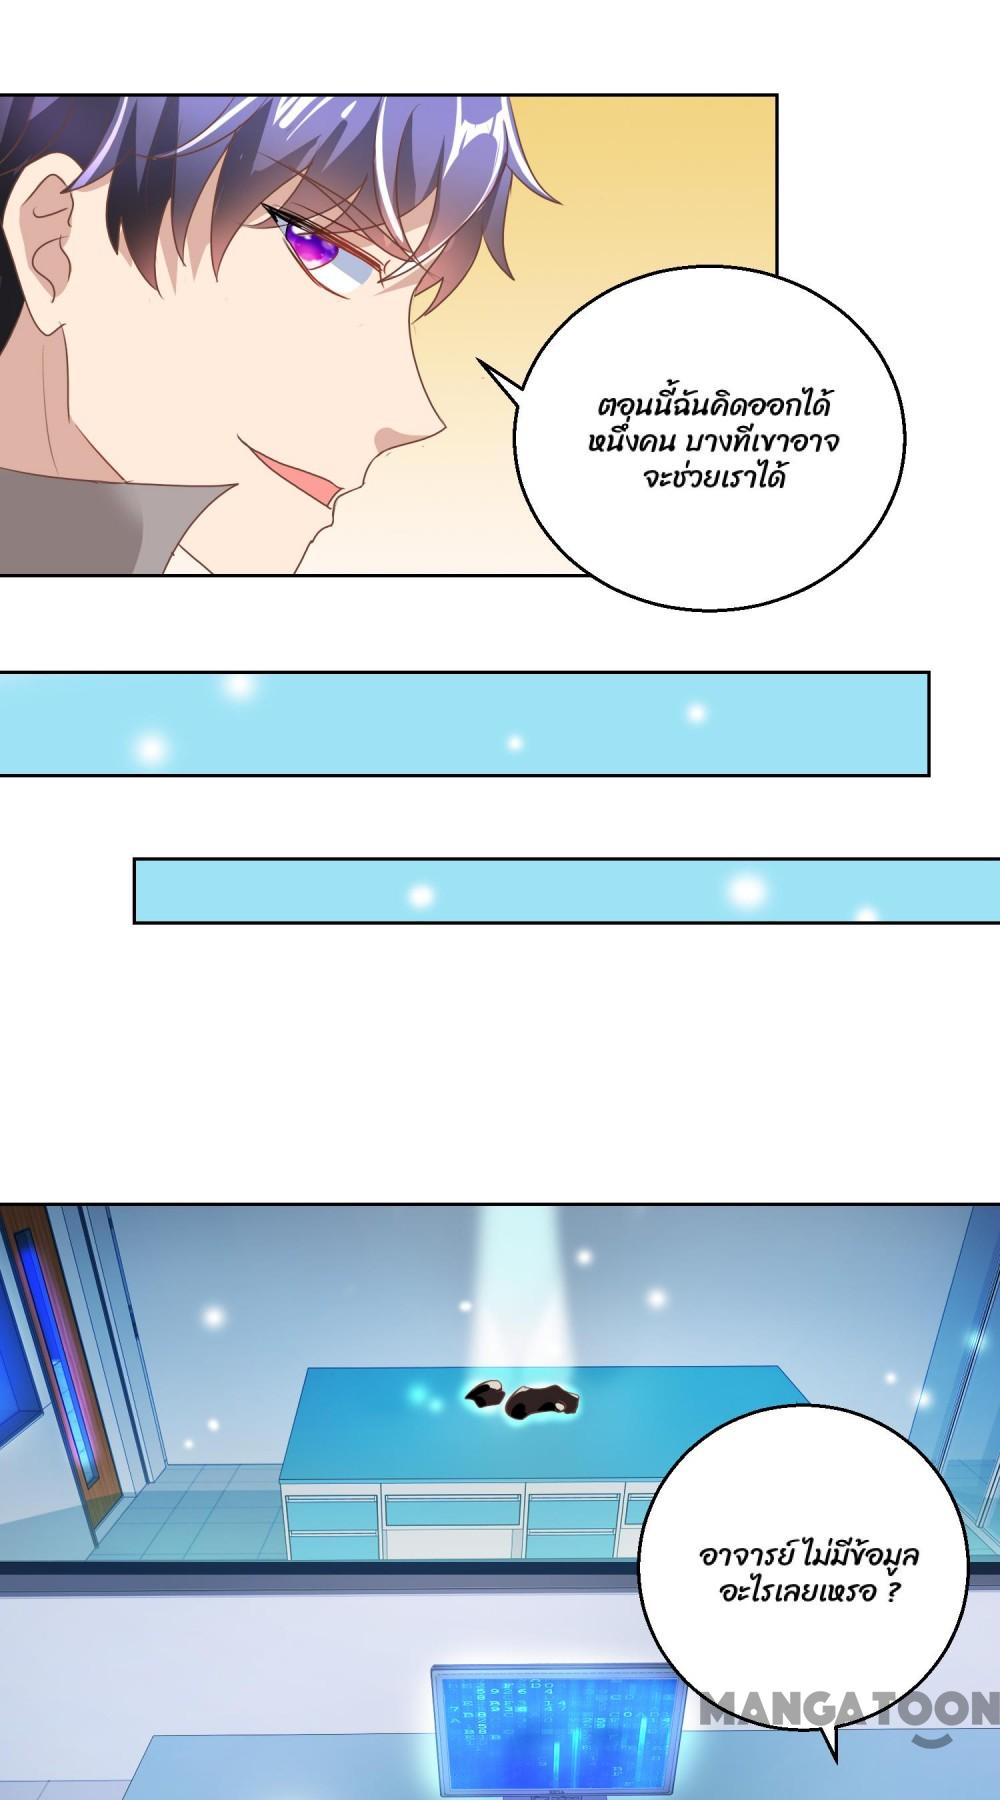 ตอนนี้ฉันคิดออกได้
หนึ่งคน บางทีเขาอาจ
จะช่วยเราได้
อาจารย์ ไม่มีข้อมูล
อะไรเลยเหรอ ?
MANGATOON